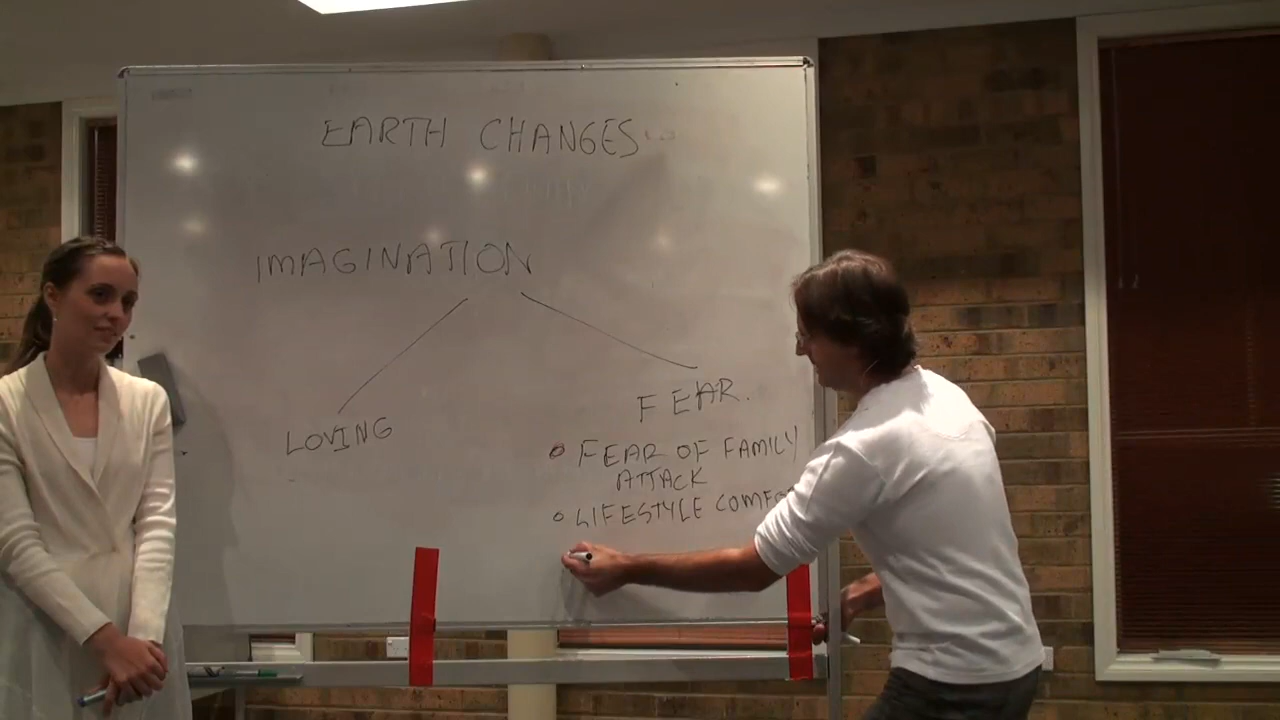 EARTH CHANGES
IMAGINATION
LOVING
FEAR.
FEAR OF FAMILY
ATTACK
LIFESTYLE